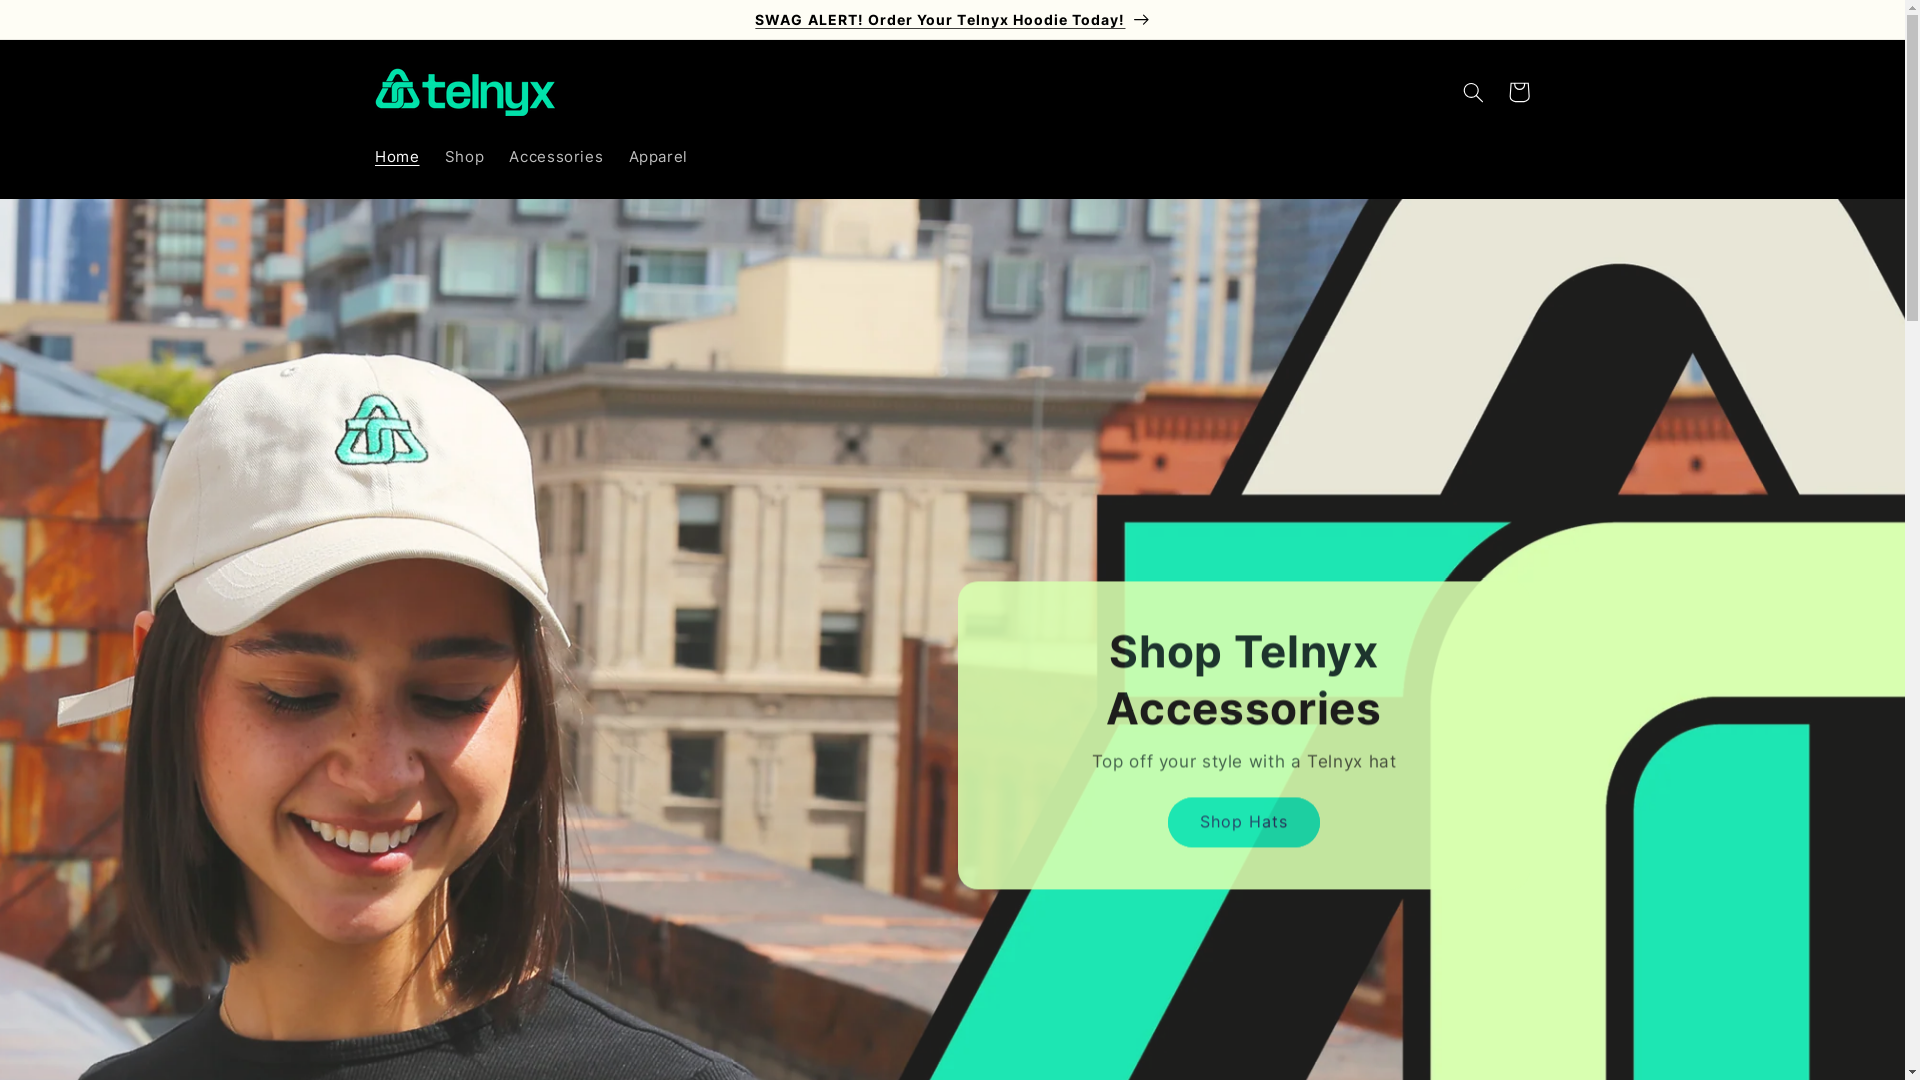 SWAG ALERT! Order Your Telnyx Hoodie Today!
telnyx
Home Shop Accessories Apparel
Shop Telnyx
Accessories
Top off your style with a Telnyx hat
Shop Hats